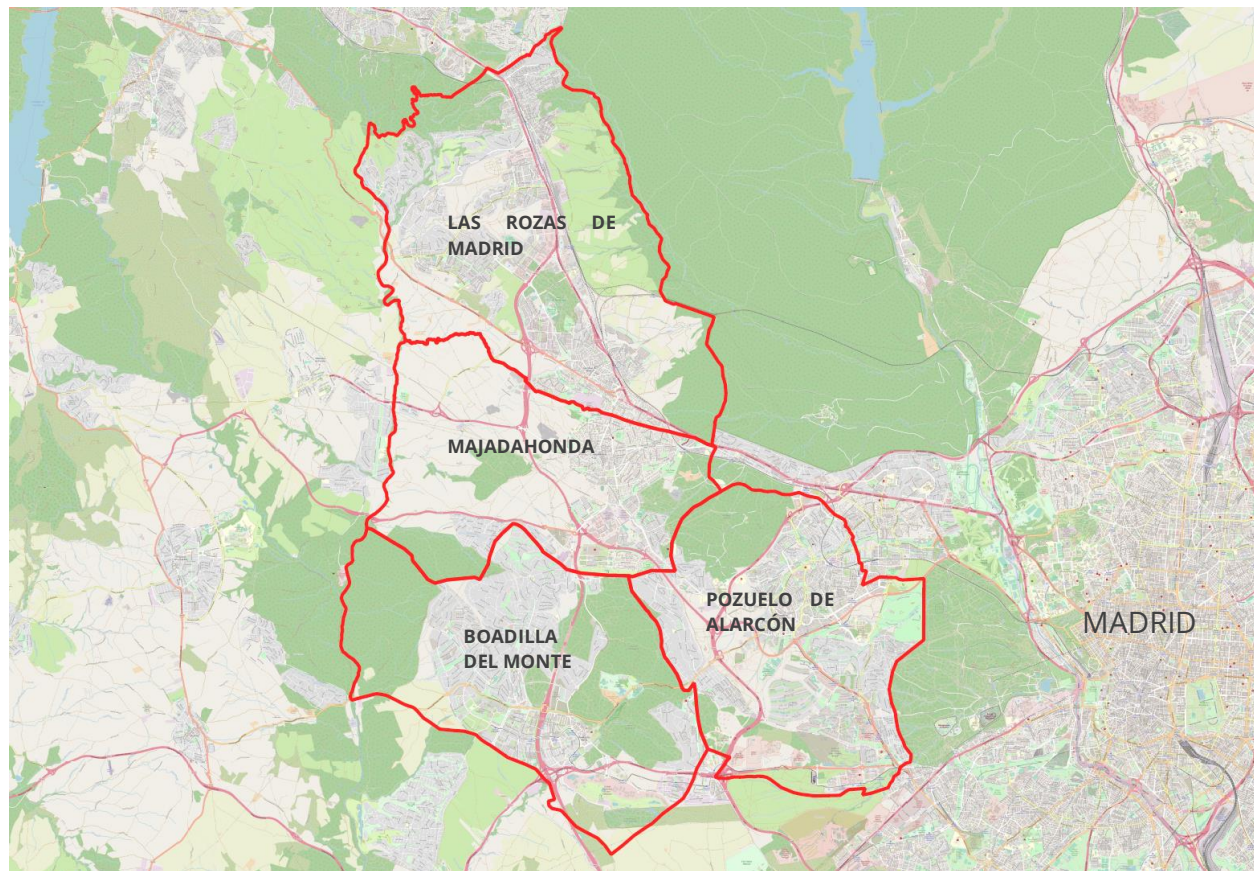 LAS ROZAS DE
MADRID
MAJADAHONDA
POZUELO DE
ALARCÓN
MADRID
BOADILLA
DEL MONTE